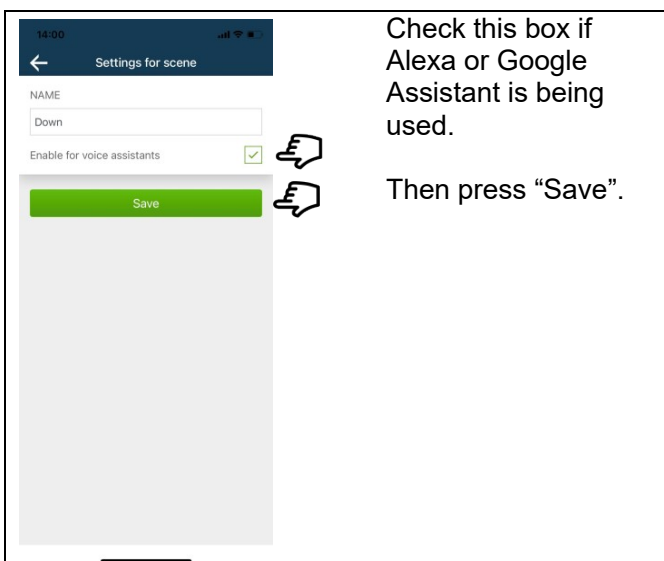 14:00
Settings for scene
NAME
Down
Enable for voice assistants
Save
Check this box if
Alexa or Google
Assistant is being
used.
Then press “Save”.